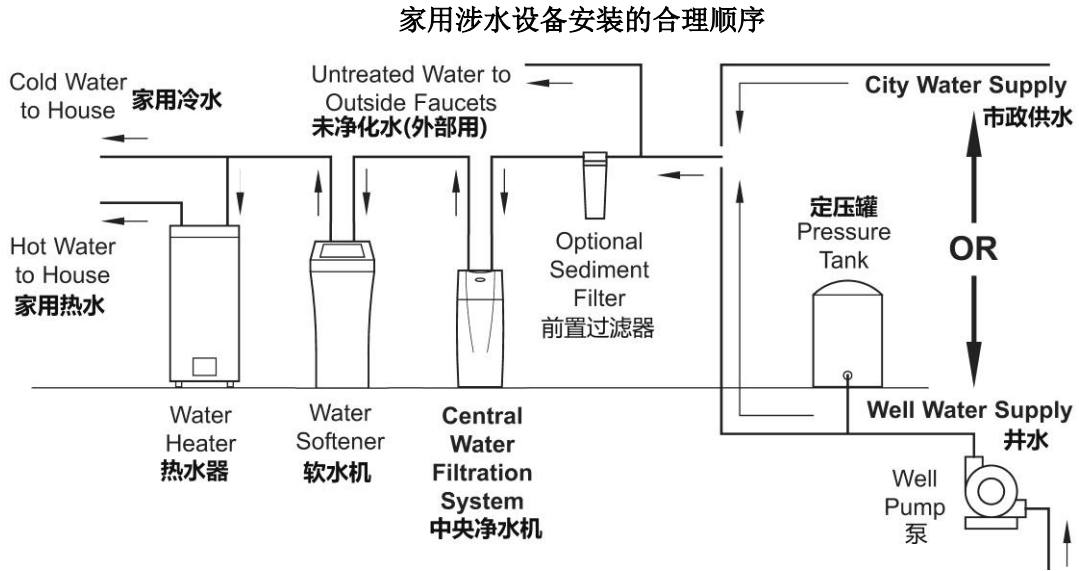 家用涉水设备安装的合理顺序
Cold Water
to House
家用冷水
Untreated Water to
Outside Faucets
未净化水(外部用)
City Water Supply
市政供水
Hot Water
to House
家用热水
Optional
Sediment
Filter
前置过滤器
定压罐
Pressure
Tank
OR
Water
Heater
热水器
Water
Softener
软水机
Central
Water
Filtration
System
中央净水机
Well Water Supply
井水
Well
Pump
泵